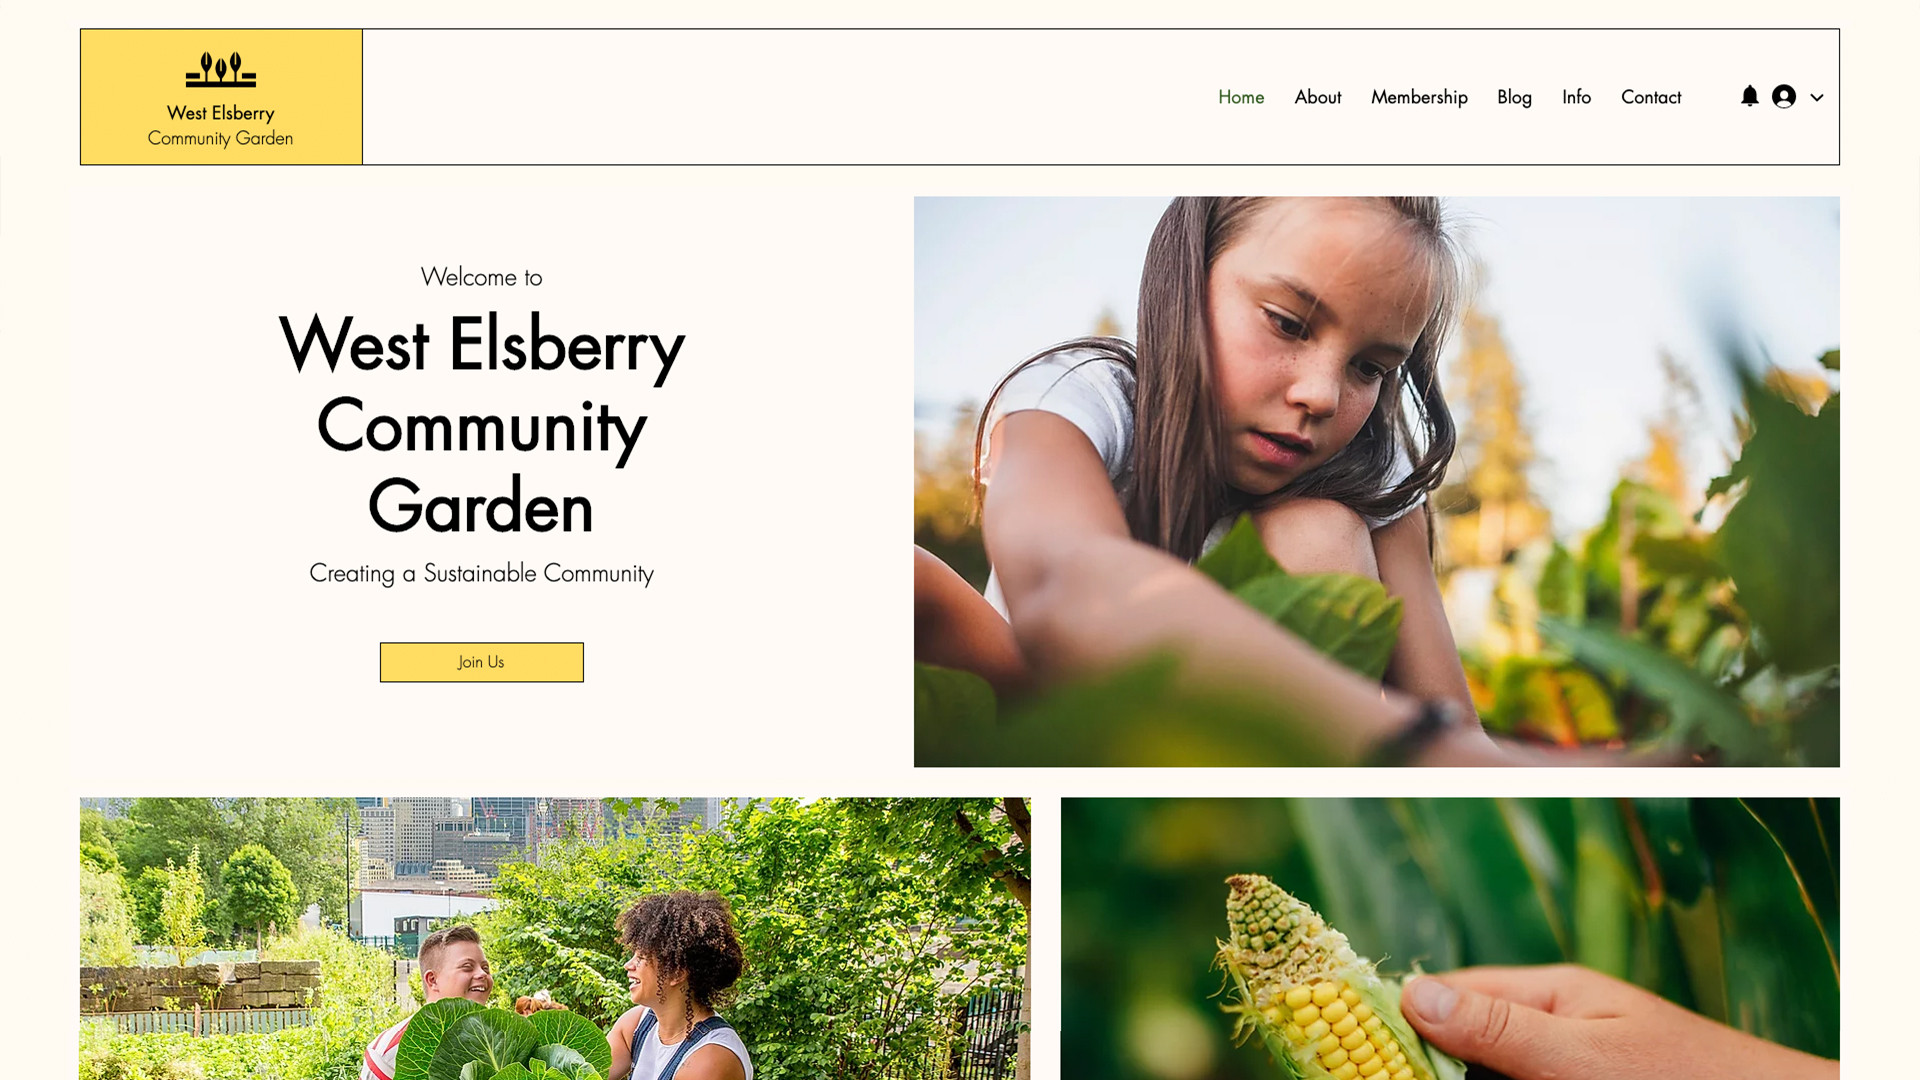 West Elsberry
Community Garden
Home About Membership Blog Info Contact
Welcome to
West Elsberry
Community
Garden
Creating a Sustainable Community
Join Us